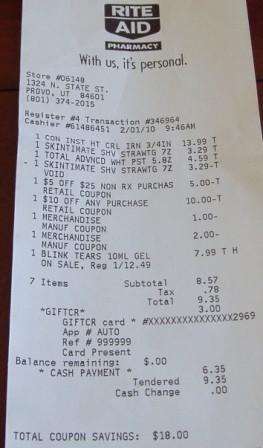 RITE
AID
PHARMACY
With us, it's personal.
Store #06148
1324 N. STATE ST.
PROVO, UT 84601
(801) 374-2015
Register #4 Transaction #346964
Cashier #61486451 2/01/10 9:46AM
1 CON INST HT CRL IRN 3/4IN 13.99 T
1 SKINTIMATE SHV STRAWTG 7Z 3.29 T
1 TOTAL ADVNCD WHT PST 5.8Z 4.59 T
- 1 SKINTIMATE SHV STRAWTG 7Z 3.29-T
VOID
1 $5 OFF $25 NON RX PURCHAS 5.00-T
RETAIL COUPON
1 $10 OFF ANY PURCHASE 10.00-T
RETAIL COUPON
1 MERCHANDISE 1.00-
MANUF COUPON
1 MERCHANDISE 2.00-
MANUF COUPON
1 BLINK TEARS 10ML GEL 7.99 T H
ON SALE, Reg 1/12.49
7 Items Subtotal 8.57
Tax .78
Total 9.35
*GIFTCR* 3.00
GIFTCR card * #XXXXXXXXXXXXXXX2969
App # AUTO
Ref # 999999
Card Present
Balance remaining: $.00
* CASH PAYMENT * 6.35
Tendered 9.35
Cash Change .00
TOTAL COUPON SAVINGS: $18.00